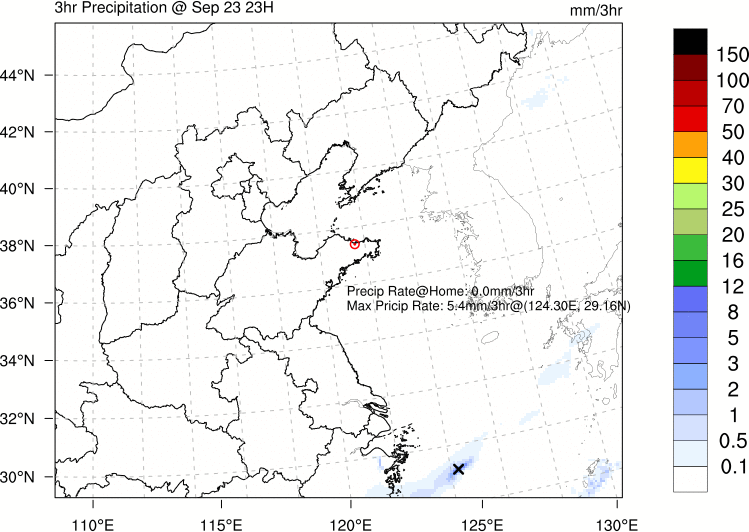 3hr Precipitation @ Sep 23 23H
mm/3hr
44°N
42°N
40°N
38°N
36°N
34°N
32°N
30°N
Precip Rate@Home: 0.0mm/3hr
Max Pricip Rate: 5.4mm/3hr@(124.30E, 29.16N)
110°E
115°E
120°E
125°E
130°E
150
100
70
50
40
30
25
20
16
12
8
5
3
2
1
0.5
0.1